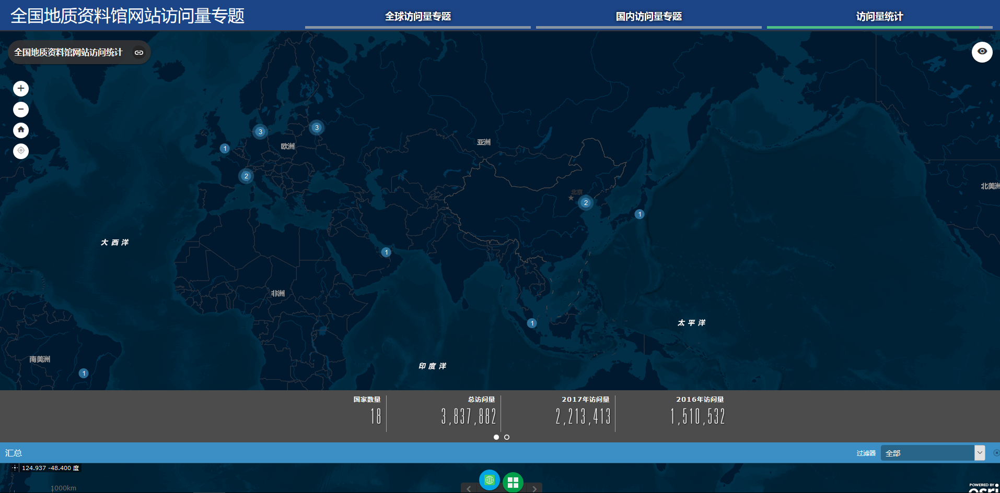 全国地质资料馆网站访问量专题
全球访问量专题
国内访问量专题
访问量统计
全国地质资料馆网站访问统计
3
3
1
欧洲
亚洲
2
北美洲
北京
2
1
大西洋
1
非洲
1
太平洋
南美洲
印度洋
1
国家数量
18
总访问量
3,837,882
2017年访问量
2,213,413
2016年访问量
1,510,532
汇总
过滤器
全部
124.937 -48.400 度
1000km
POWERED BY
esri